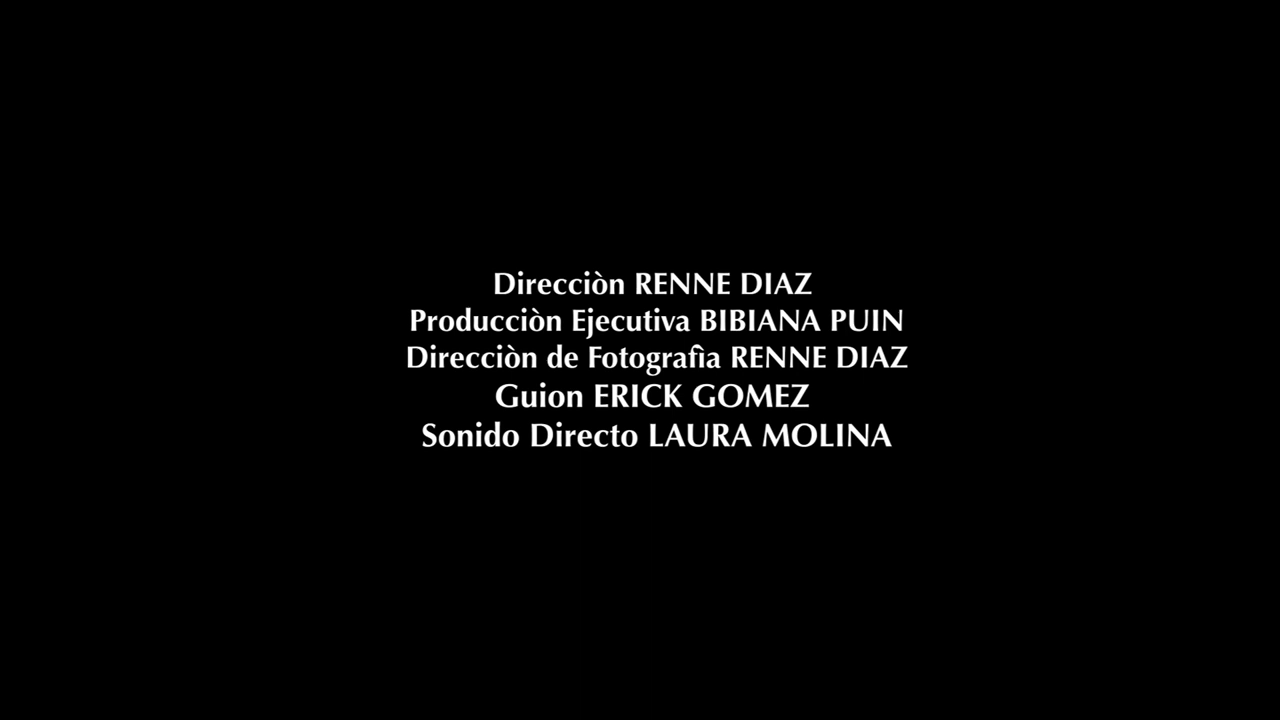 Direcciòn RENNE DIAZ
Producciòn Ejecutiva BIBIANA PUIN
Direcciòn de Fotografìa RENNE DIAZ
Guion ERICK GOMEZ
Sonido Directo LAURA MOLINA